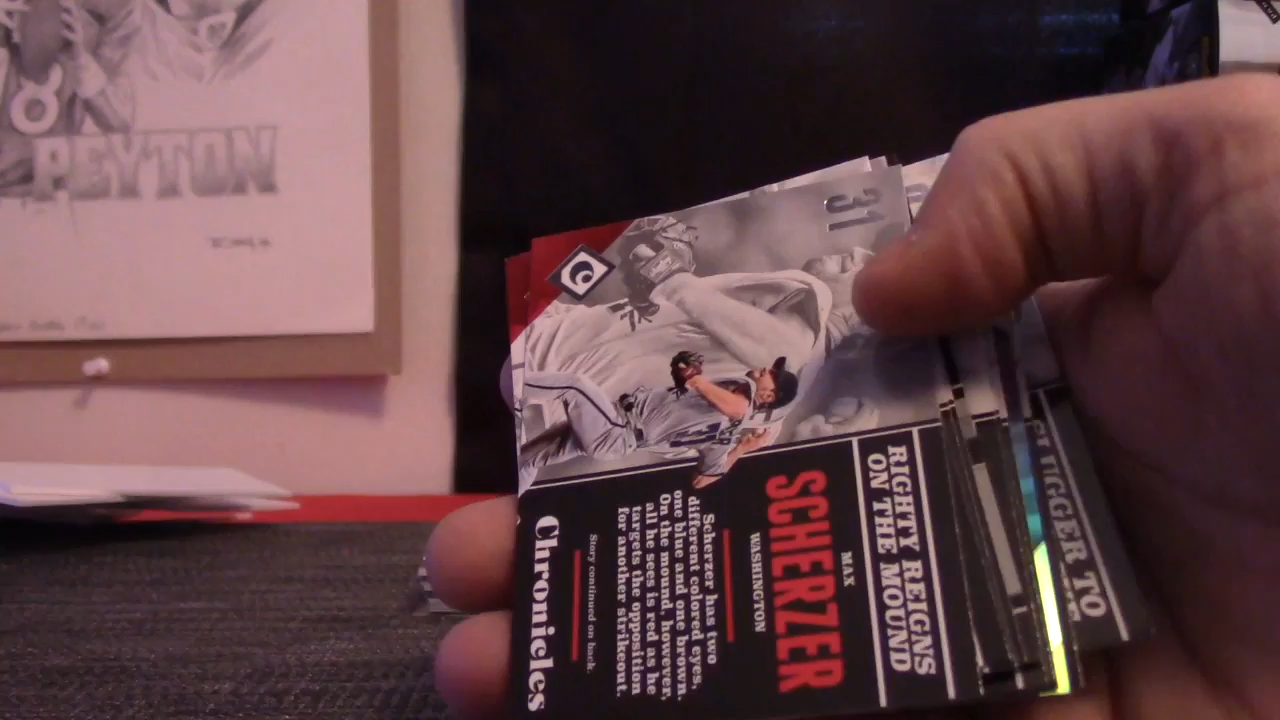 PEYTON
31
RIGHTY REIGNS
ON THE MOUND
MAX
SCHERZER
WASHINGTON
Scherzer has two
different colored eyes,
one blue and one brown.
On the mound, however,
all he sees is red as he
targets the opposition
for another strikeout.
Story continued on back.
Chronicles
31
TO